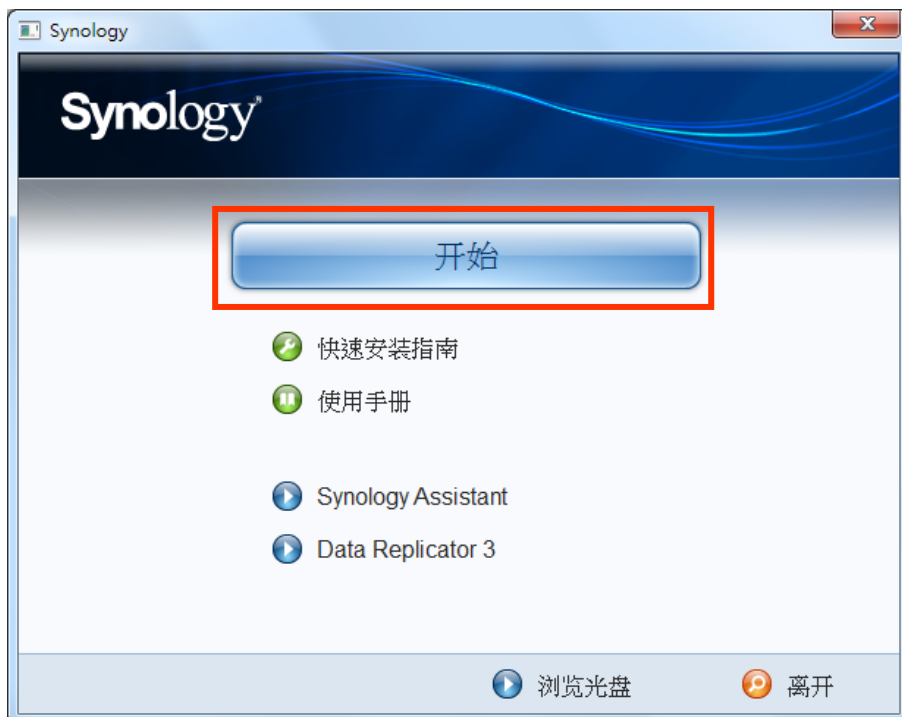 Synology
Synology
开始
快速安装指南
使用手册
Synology Assistant
Data Replicator 3
浏览光盘
离开